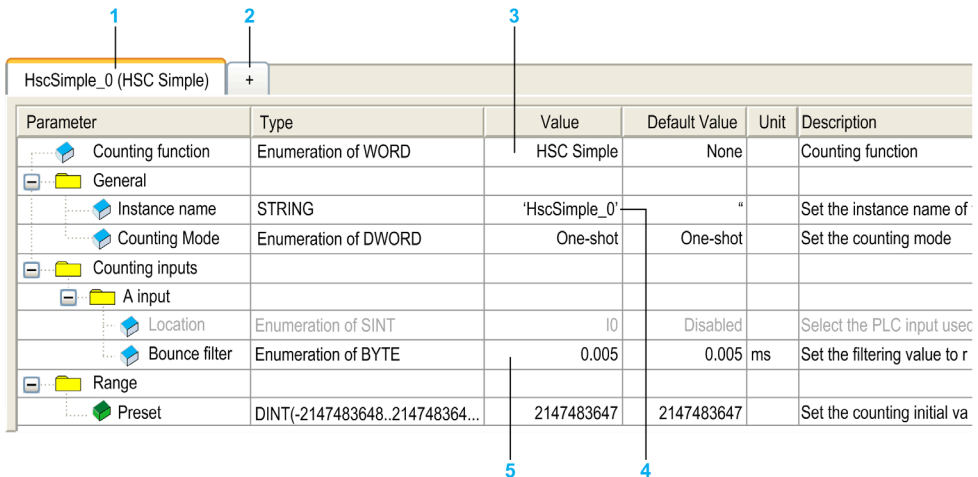 1 2 3
HscSimple_0 (HSC Simple) +
Parameter Type Value Default Value Unit Description
Counting function Enumeration of WORD HSC Simple None Counting function
General
Instance name STRING ‘HscSimple_0’ “ Set the instance name of
Counting Mode Enumeration of DWORD One-shot One-shot Set the counting mode
Counting inputs
A input
Location Enumeration of SINT I0 Disabled Select the PLC input used
Bounce filter Enumeration of BYTE 0.005 0.005 ms Set the filtering value to r
Range
Preset DINT(-2147483648..214748364... 2147483647 2147483647 Set the counting initial va
5 4